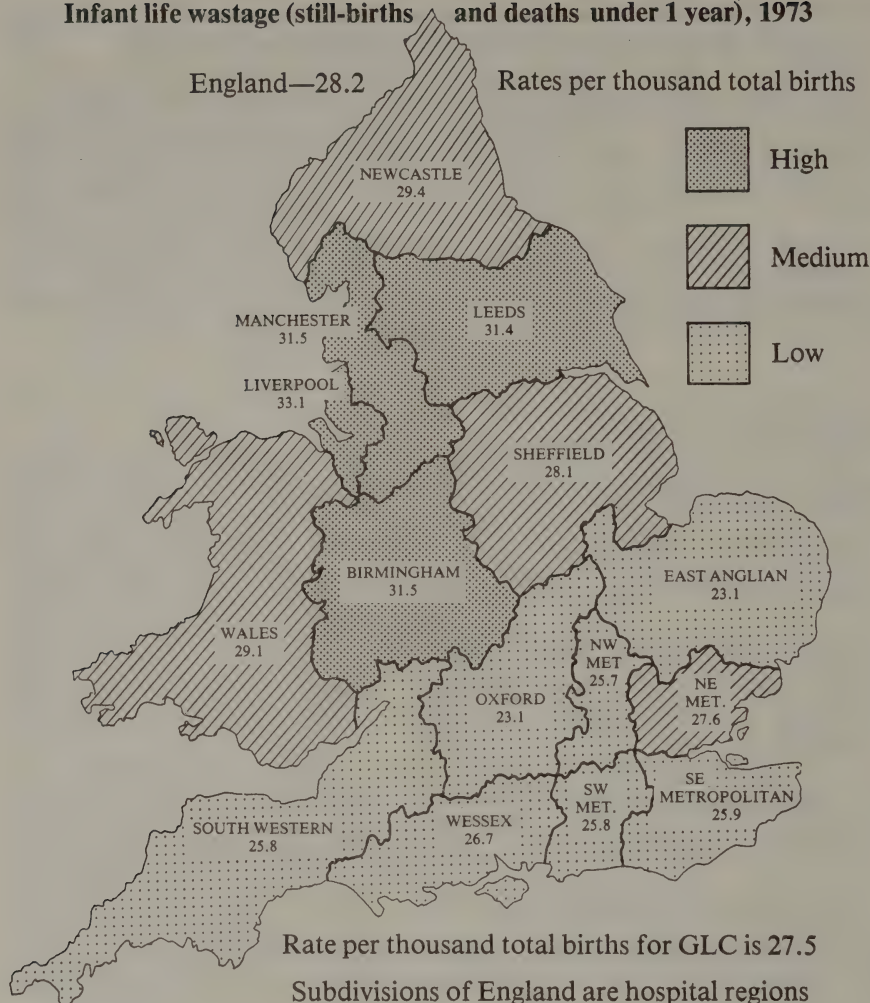 Infant life wastage (still-births and deaths under 1 year), 1973
England—28.2
Rates per thousand total births
High
Medium
Low
NEWCASTLE
29.4
MANCHESTER
31.5
LEEDS
31.4
LIVERPOOL
33.1
SHEFFIELD
28.1
BIRMINGHAM
31.5
EAST ANGLIAN
23.1
WALES
29.1
NW
MET
25.7
OXFORD
23.1
NE
MET.
27.6
SOUTH WESTERN
25.8
WESSEX
26.7
SW
MET.
25.8
SE
METROPOLITAN
25.9
Rate per thousand total births for GLC is 27.5
Subdivisions of England are hospital regions